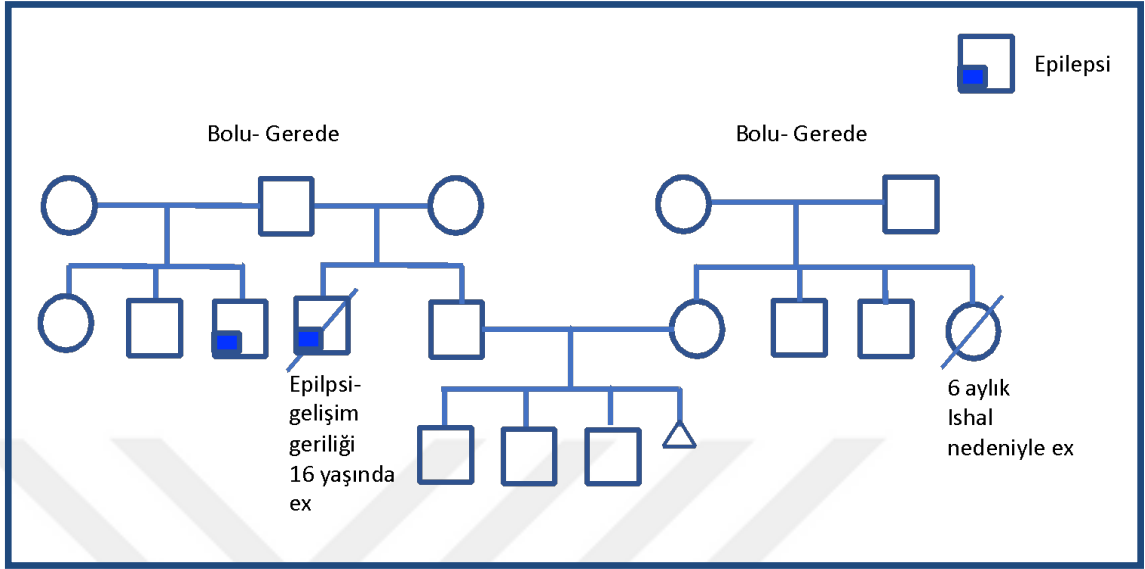 Epilepsi
Bolu- Gerede
Bolu- Gerede
Epilpsi-
gelişim
geriliği
16 yaşında
ex
6 aylık
Ishal
nedeniyle ex